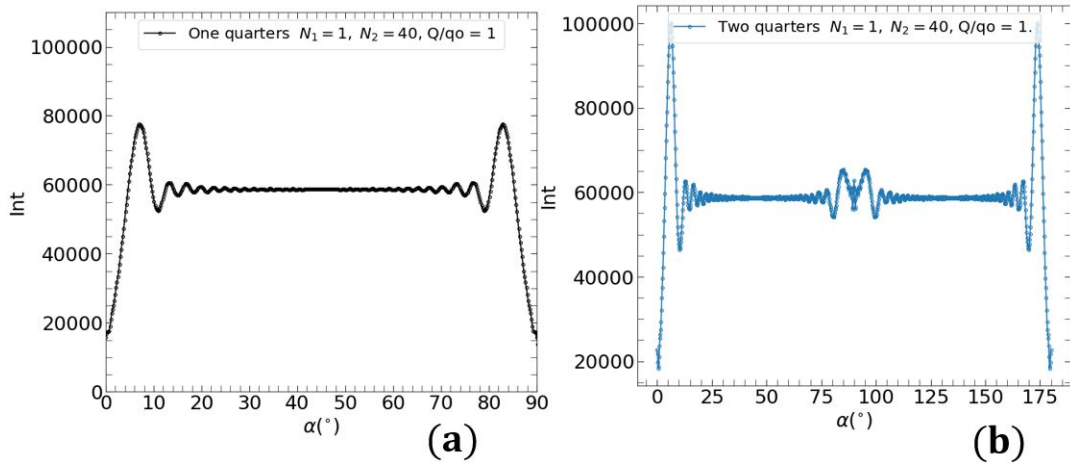 One quarters N₁ = 1, N₂ = 40, Q/qo = 1
100000
80000
60000
40000
20000
0
Int
0 10 20 30 40 50 60 70 80 90
α(°)
(a)
Two quarters N₁ = 1, N₂ = 40, Q/qo = 1.
100000
80000
60000
40000
20000
Int
0 25 50 75 100 125 150 175
α(°)
(b)